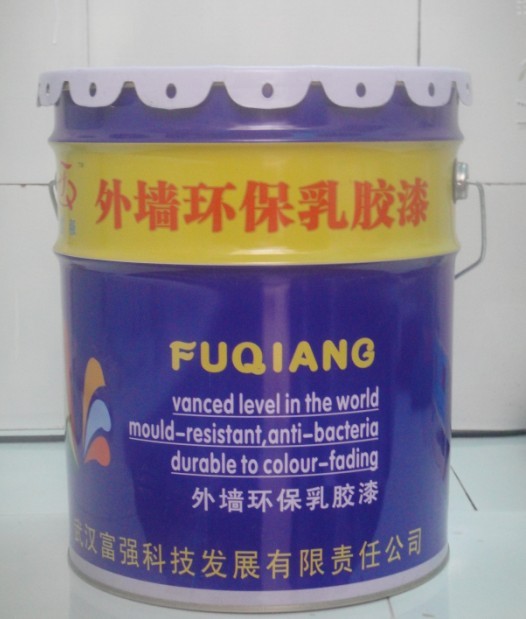 外墙环保乳胶漆
FUQIANG
vanced level in the world
mould-resistant,anti-bacteria
durable to colour-fading
外墙环保乳胶漆
武汉富强科技发展有限责任公司